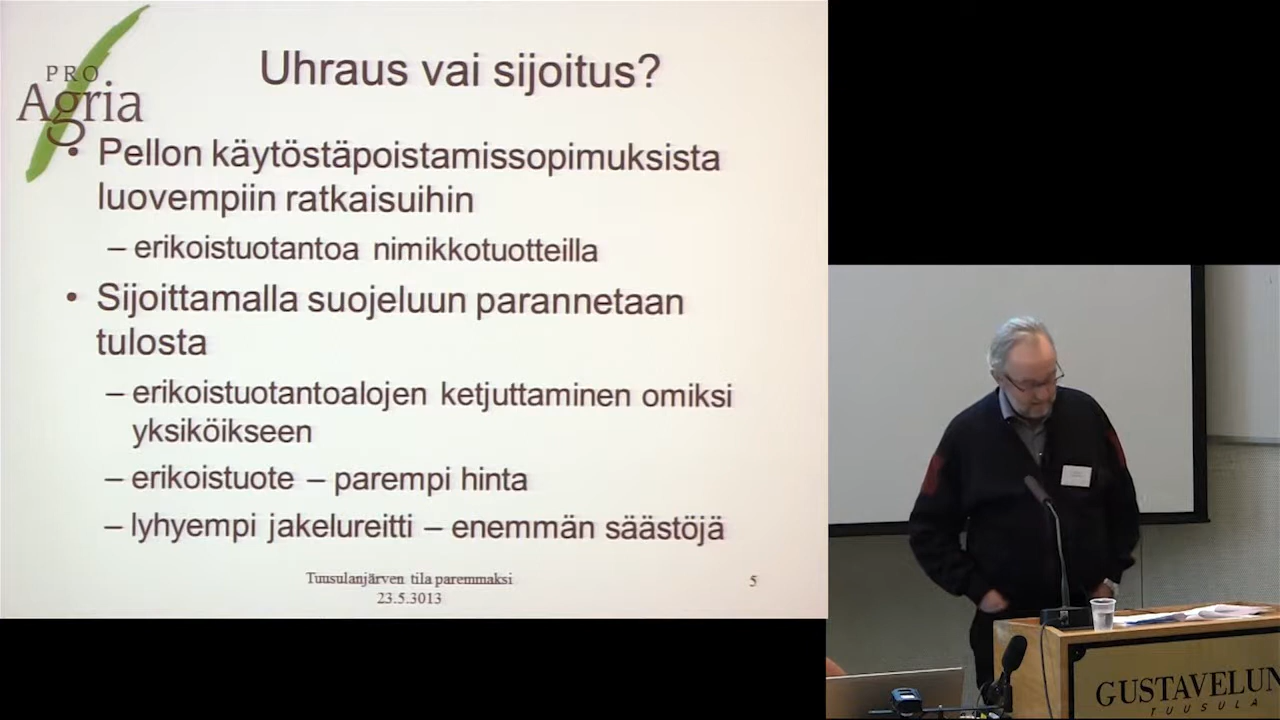 PRO
Agria
Uhraus vai sijoitus?
• Pellon käytöstäpoistamissopimuksista
luovempiin ratkaisuihin
– erikoistuotantoa nimikkotuotteilla
• Sijoittamalla suojeluun parannetaan
tulosta
– erikoistuotantoalojen ketjuttaminen omiksi
yksiköikseen
– erikoistuote – parempi hinta
– lyhyempi jakelureitti – enemmän säästöjä
Tuusulanjärven tila paremmaksi
23.5.3013
5
GUSTAVELUN
TUUSULA